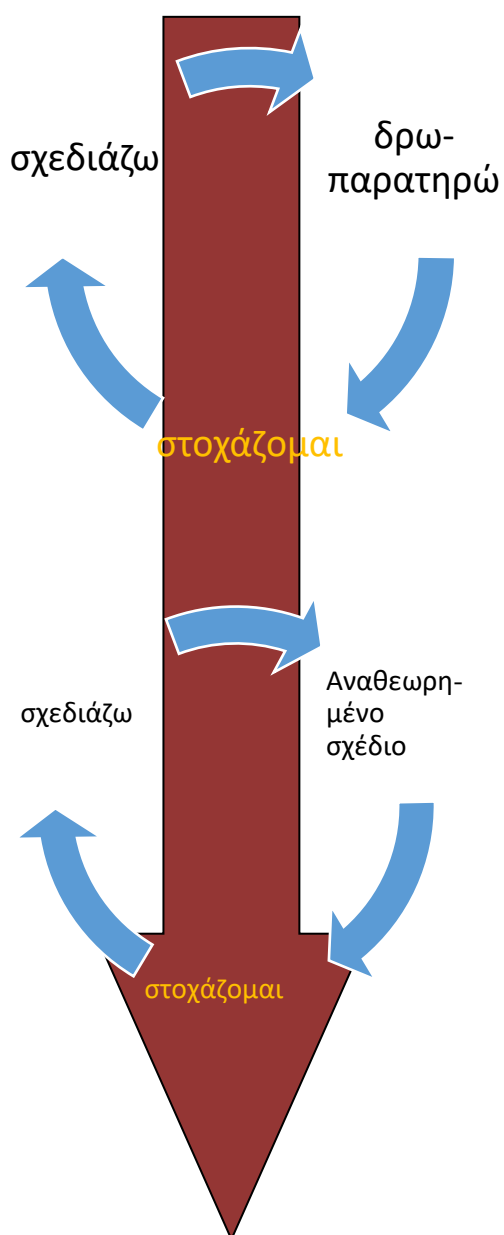 σχεδιάζω
δρω-
παρατηρώ
στοχάζομαι
σχεδιάζω
Αναθεωρη-
μένο
σχέδιο
στοχάζομαι